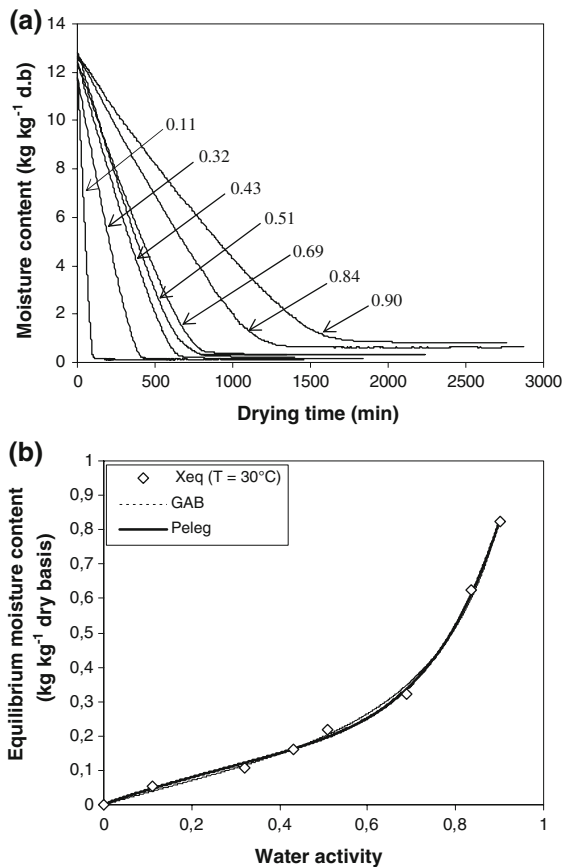 (a)
14
12
10
8
6
4
2
0
Moisture content (kg kg⁻¹ d.b)
0.11
0.32
0.43
0.51
0.69
0.84
0.90
0 500 1000 1500 2000 2500 3000
Drying time (min)
(b)
1
0,9
0,8
0,7
0,6
0,5
0,4
0,3
0,2
0,1
0
Equilibrium moisture content
(kg kg⁻¹ dry basis)
Xeq (T = 30°C)
GAB
Peleg
0 0,2 0,4 0,6 0,8 1
Water activity